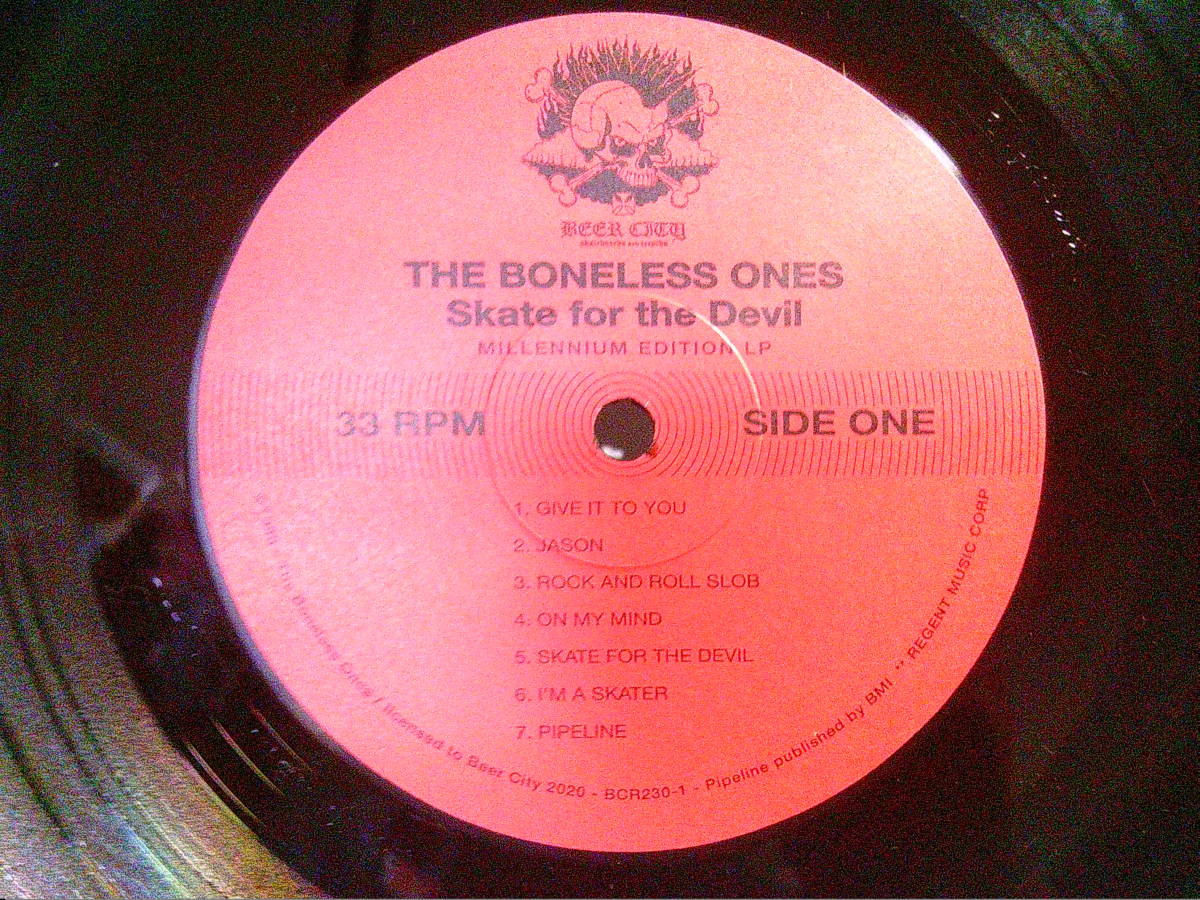 BEER CITY
skateboards and records
THE BONELESS ONES
Skate for the Devil
MILLENNIUM EDITION LP
33 RPM
SIDE ONE
1. GIVE IT TO YOU
2. JASON
3. ROCK AND ROLL SLOB
4. ON MY MIND
5. SKATE FOR THE DEVIL
6. I'M A SKATER
7. PIPELINE
The Boneless Ones / licensed to Beer City 2020 - BCR230-1 - Pipeline published by BMI ** REGENT MUSIC CORP